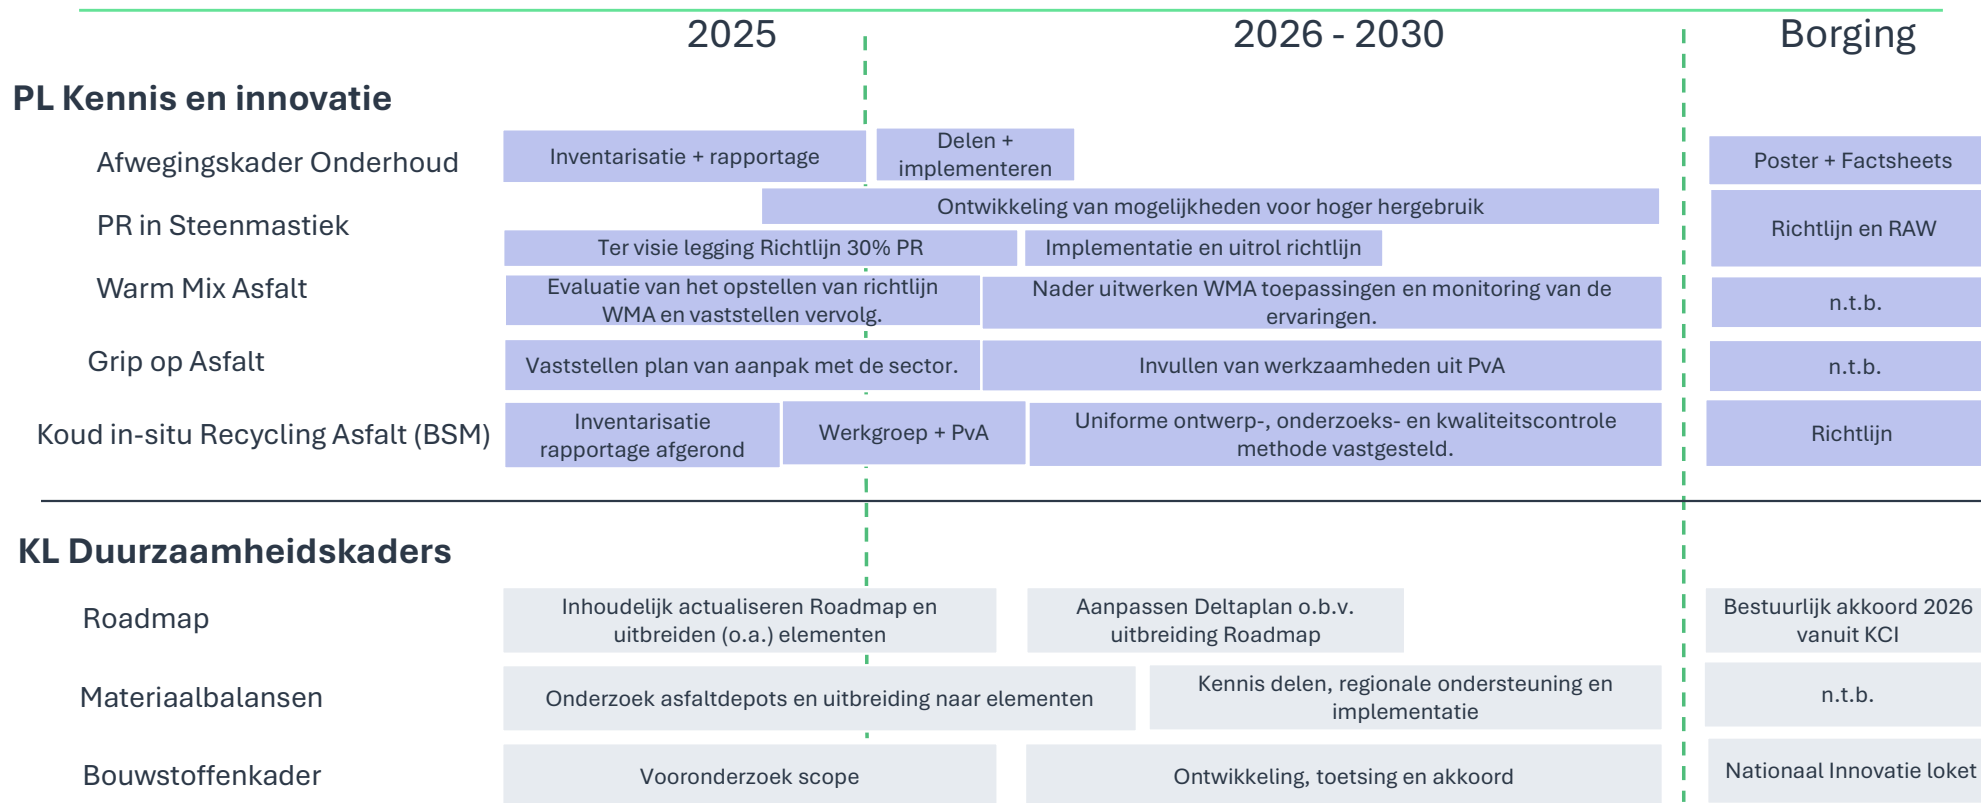 2025
2026 - 2030
Borging
PL Kennis en innovatie
Afwegingskader Onderhoud
Inventarisatie + rapportage
Delen +
implementeren
Poster + Factsheets
PR in Steenmastiek
Ontwikkeling van mogelijkheden voor hoger hergebruik
Ter visie legging Richtlijn 30% PR
Implementatie en uitrol richtlijn
Richtlijn en RAW
Warm Mix Asfalt
Evaluatie van het opstellen van richtlijn
WMA en vaststellen vervolg.
Nader uitwerken WMA toepassingen en monitoring van de
ervaringen.
n.t.b.
Grip op Asfalt
Vaststellen plan van aanpak met de sector.
Invullen van werkzaamheden uit PvA
n.t.b.
Koud in-situ Recycling Asfalt (BSM)
Inventarisatie
rapportage afgerond
Werkgroep + PvA
Uniforme ontwerp-, onderzoeks- en kwaliteitscontrole
methode vastgesteld.
Richtlijn
KL Duurzaamheidskaders
Roadmap
Inhoudelijk actualiseren Roadmap en
uitbreiden (o.a.) elementen
Aanpassen Deltaplan o.b.v.
uitbreiding Roadmap
Bestuurlijk akkoord 2026
vanuit KCI
Materiaalbalansen
Onderzoek asfaltdepots en uitbreiding naar elementen
Kennis delen, regionale ondersteuning en
implementatie
n.t.b.
Bouwstoffenkader
Vooronderzoek scope
Ontwikkeling, toetsing en akkoord
Nationaal Innovatie loket